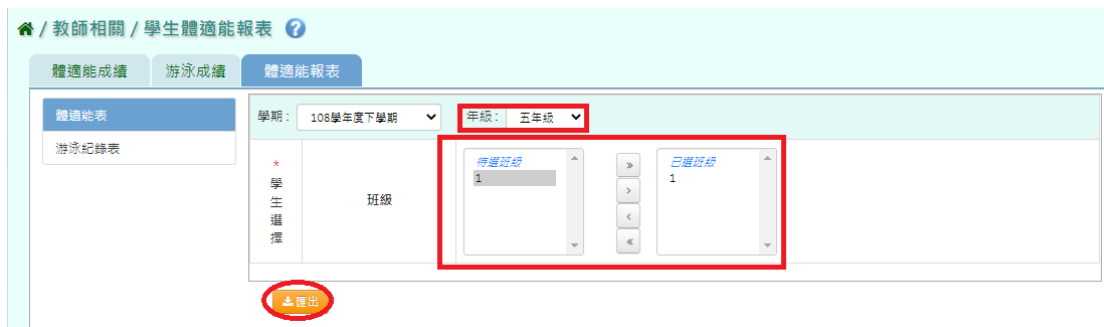 / 教師相關 / 學生體適能報表 ?
體適能成績 游泳成績 體適能報表
體適能表
游泳紀錄表
學期： 108學年度下學期 年級： 五年級
* 學生選擇
班級
待選班級
1
»
›
‹
«
已選班級
1
匯出